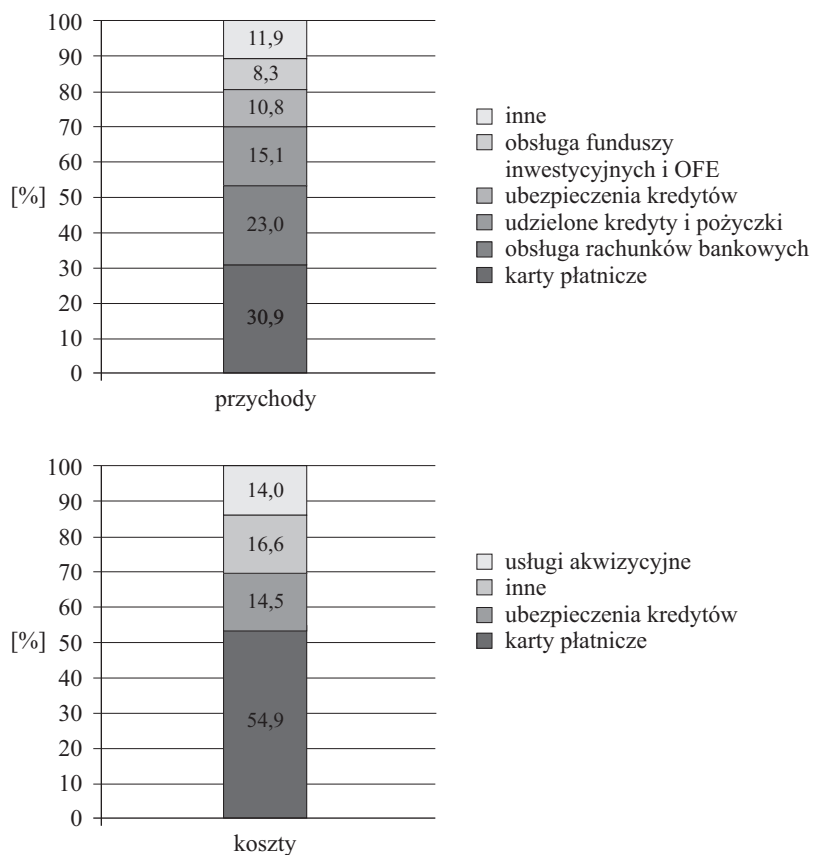 100
90
80
70
60
[%] 50
40
30
20
10
0
11,9
8,3
10,8
15,1
23,0
30,9
przychody
inne
obsługa funduszy
inwestycyjnych i OFE
ubezpieczenia kredytów
udzielone kredyty i pożyczki
obsługa rachunków bankowych
karty płatnicze
100
90
80
70
60
[%] 50
40
30
20
10
0
14,0
16,6
14,5
54,9
koszty
usługi akwizycyjne
inne
ubezpieczenia kredytów
karty płatnicze